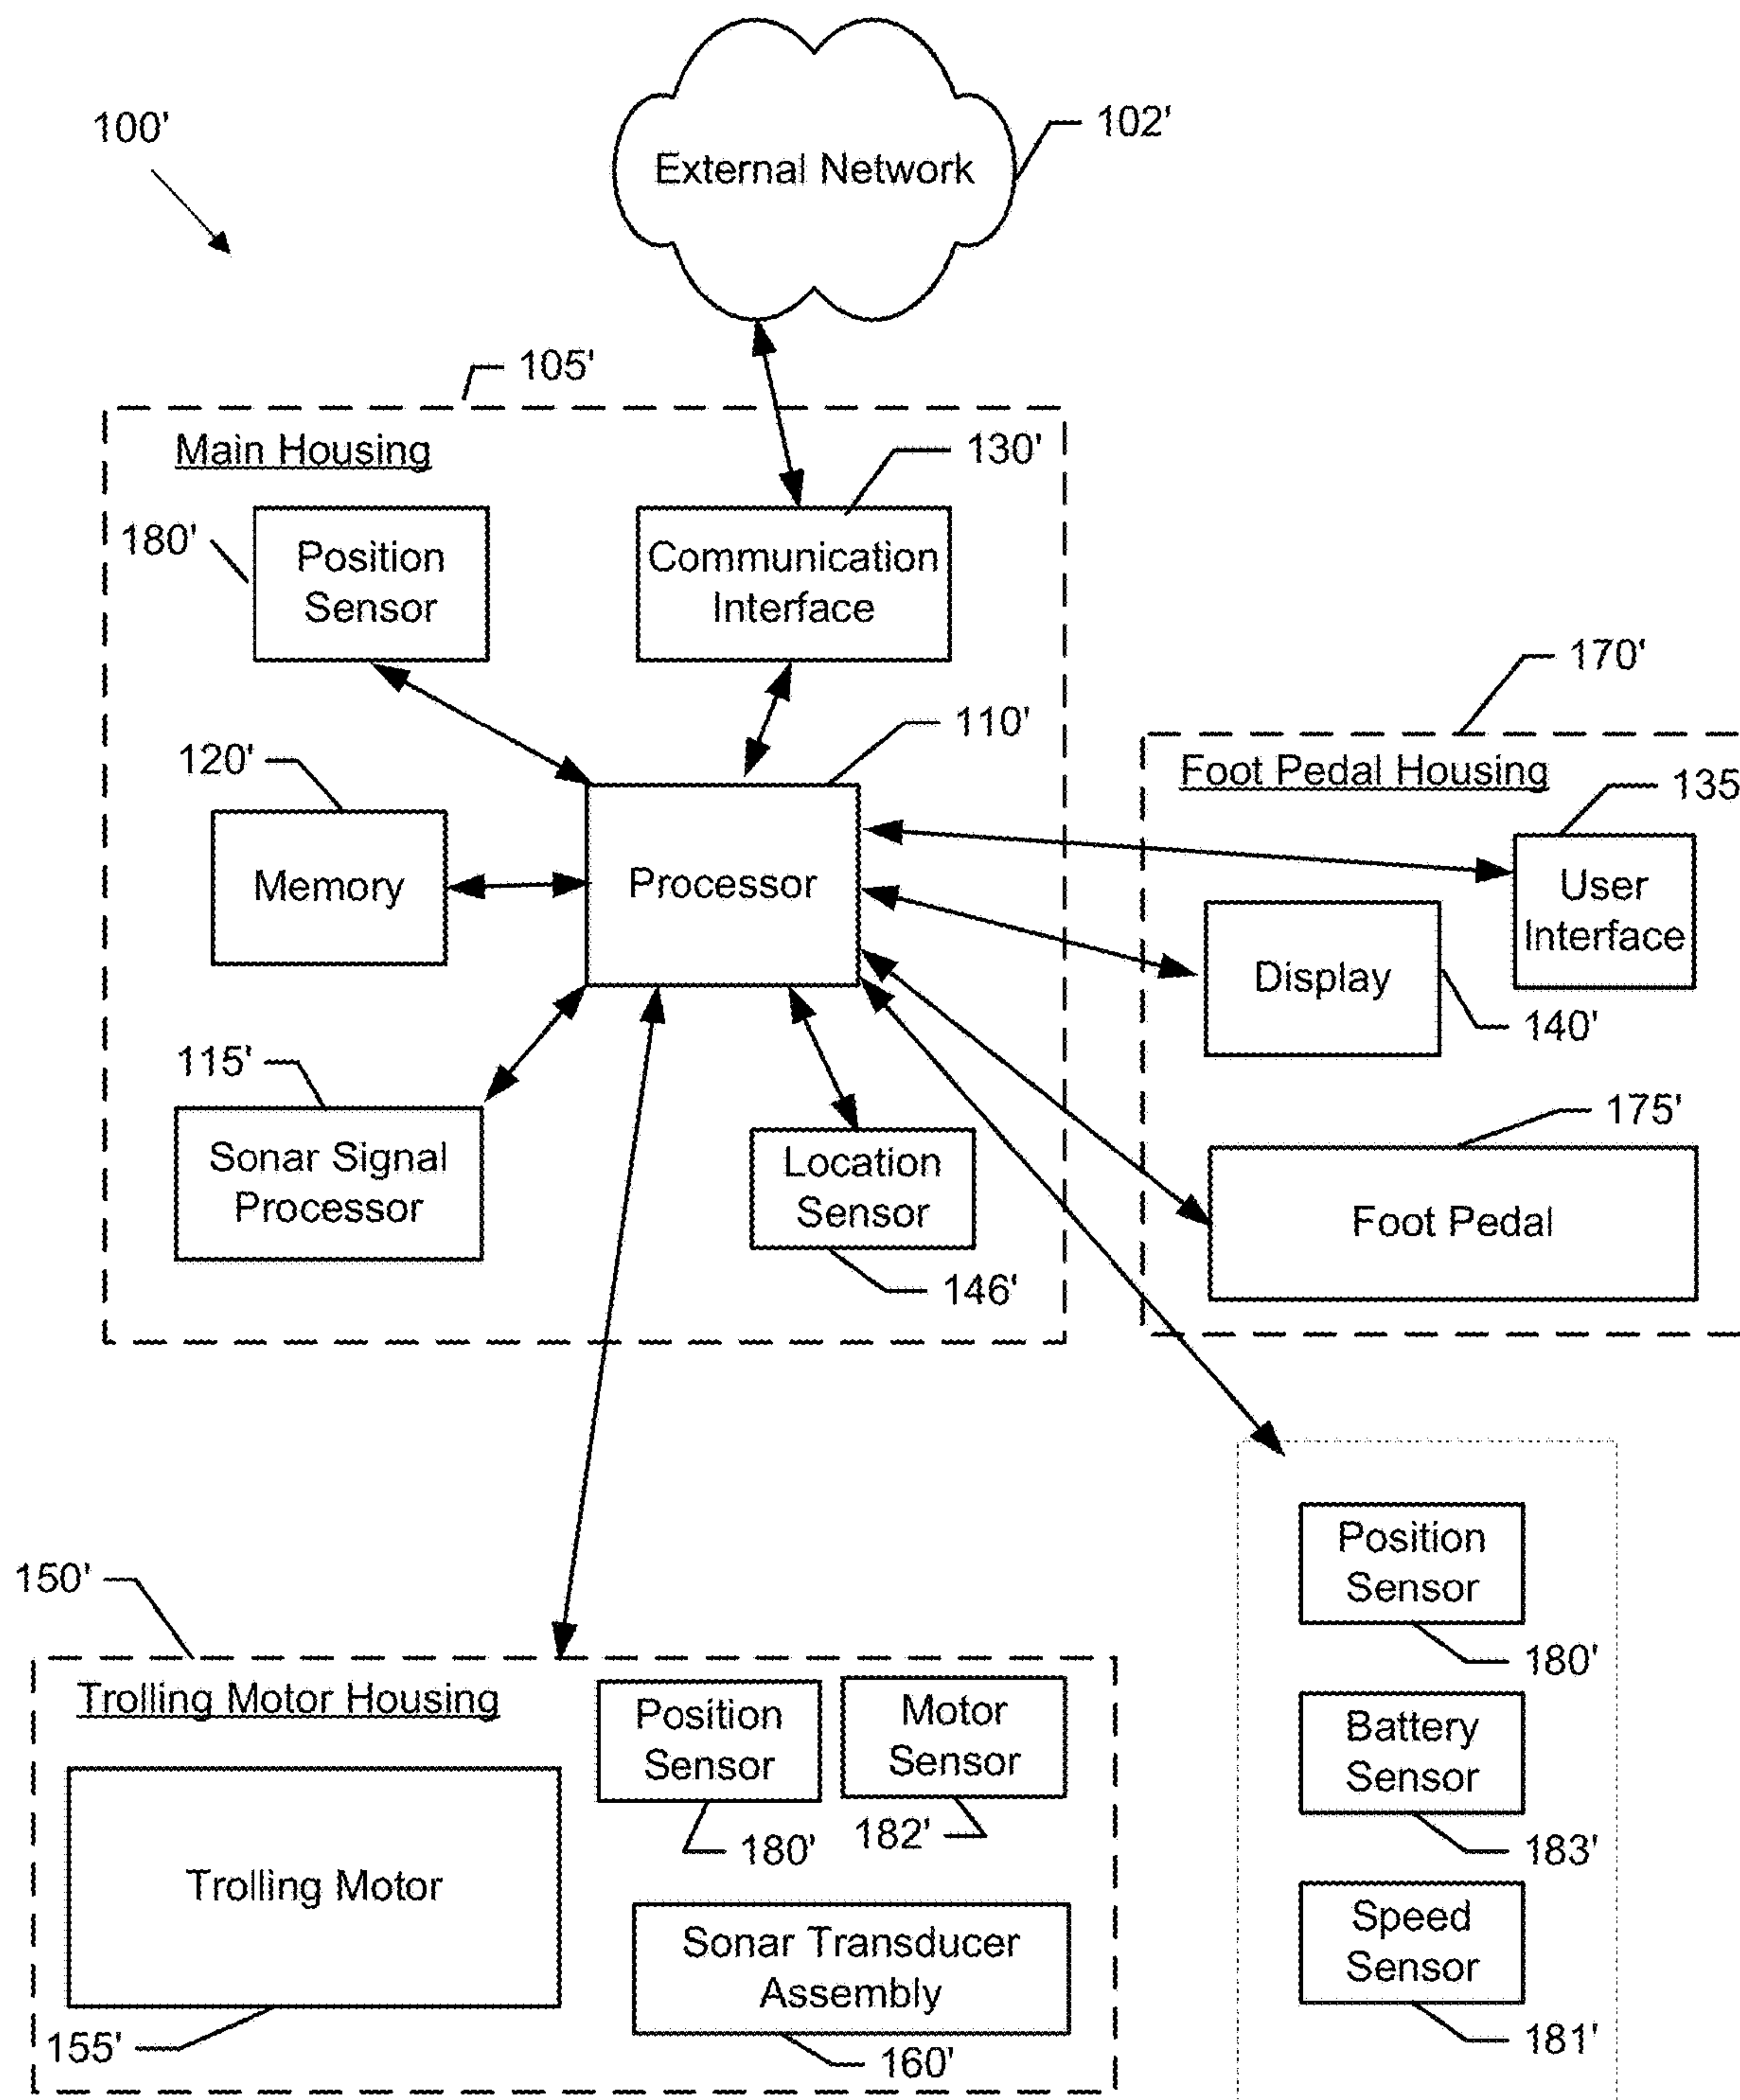 100'
External Network
102'
105'
Main Housing
130'
180'
Position
Sensor
Communication
Interface
170'
110'
120'
Foot Pedal Housing
135
Memory
Processor
User
Interface
Display
140'
115'
175'
Sonar Signal
Processor
Location
Sensor
Foot Pedal
146'
Position
Sensor
180'
150'
Trolling Motor Housing
Position
Sensor
Motor
Sensor
Battery
Sensor
180'
182'
183'
Trolling Motor
Speed
Sensor
Sonar Transducer
Assembly
181'
155'
160'